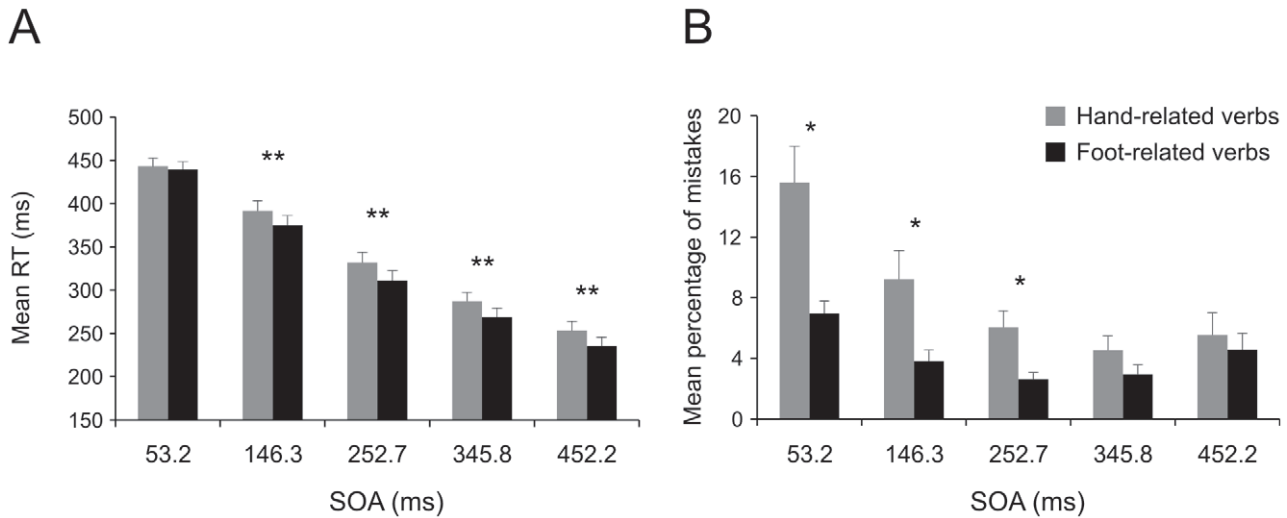 A
Mean RT (ms)
500
450
400
350
300
250
200
150
**
**
**
**
53.2 146.3 252.7 345.8 452.2
SOA (ms)
B
Mean percentage of mistakes
20
16
12
8
4
0
*
*
*
Hand-related verbs
Foot-related verbs
53.2 146.3 252.7 345.8 452.2
SOA (ms)